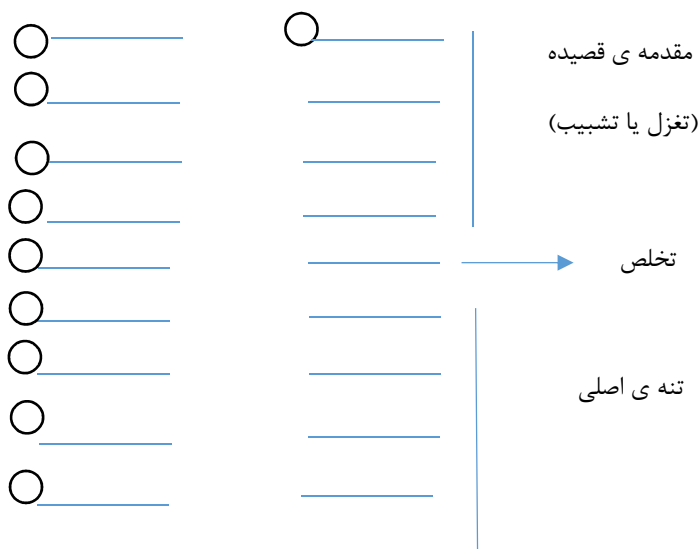 مقدمه ی قصیده
(تغزل یا تشبیب)
تخلص
تنه ی اصلی